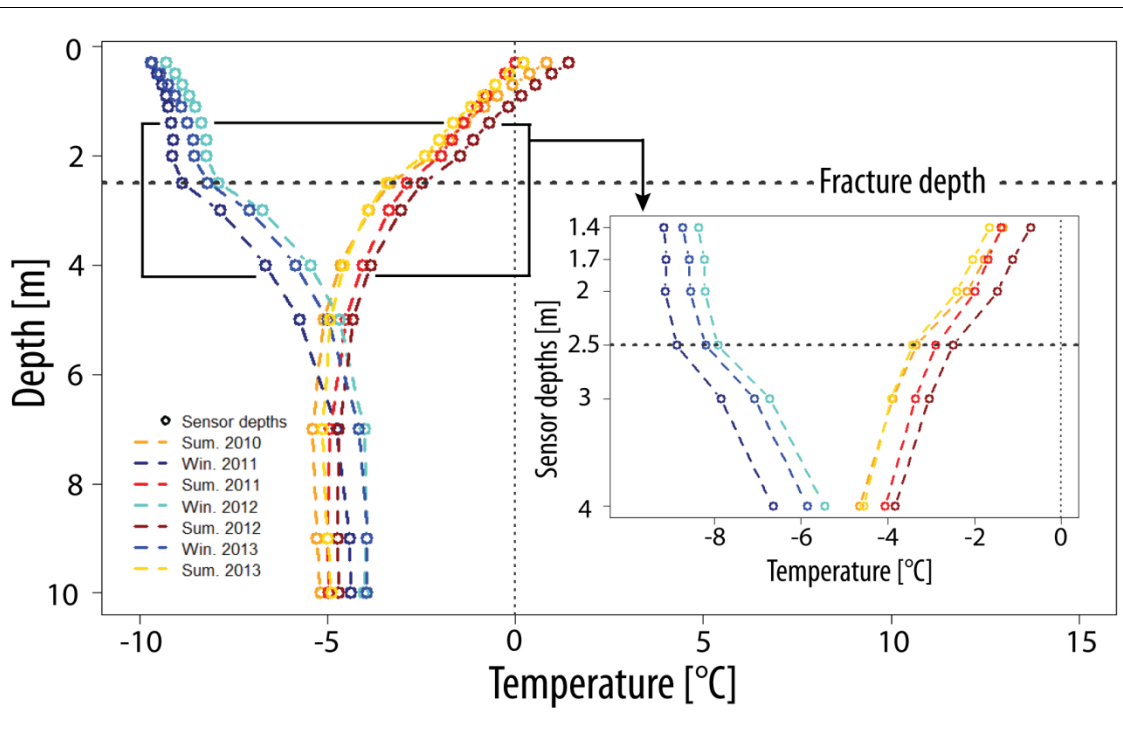 0
2
4
6
8
10
Depth [m]
-10
-5
0
5
10
15
Temperature [°C]
Fracture depth
Sensor depths
Sum. 2010
Win. 2011
Sum. 2011
Win. 2012
Sum. 2012
Win. 2013
Sum. 2013
1.4
1.7
2
2.5
3
4
Sensor depths [m]
-8
-6
-4
-2
0
Temperature [°C]